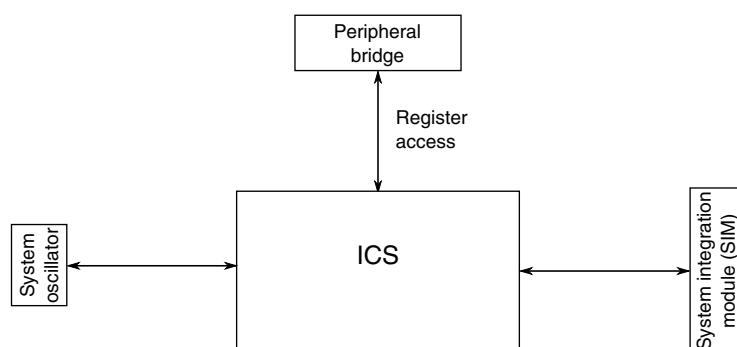 Peripheral
bridge
Register
access
ICS
System
oscillator
System integration
module (SIM)